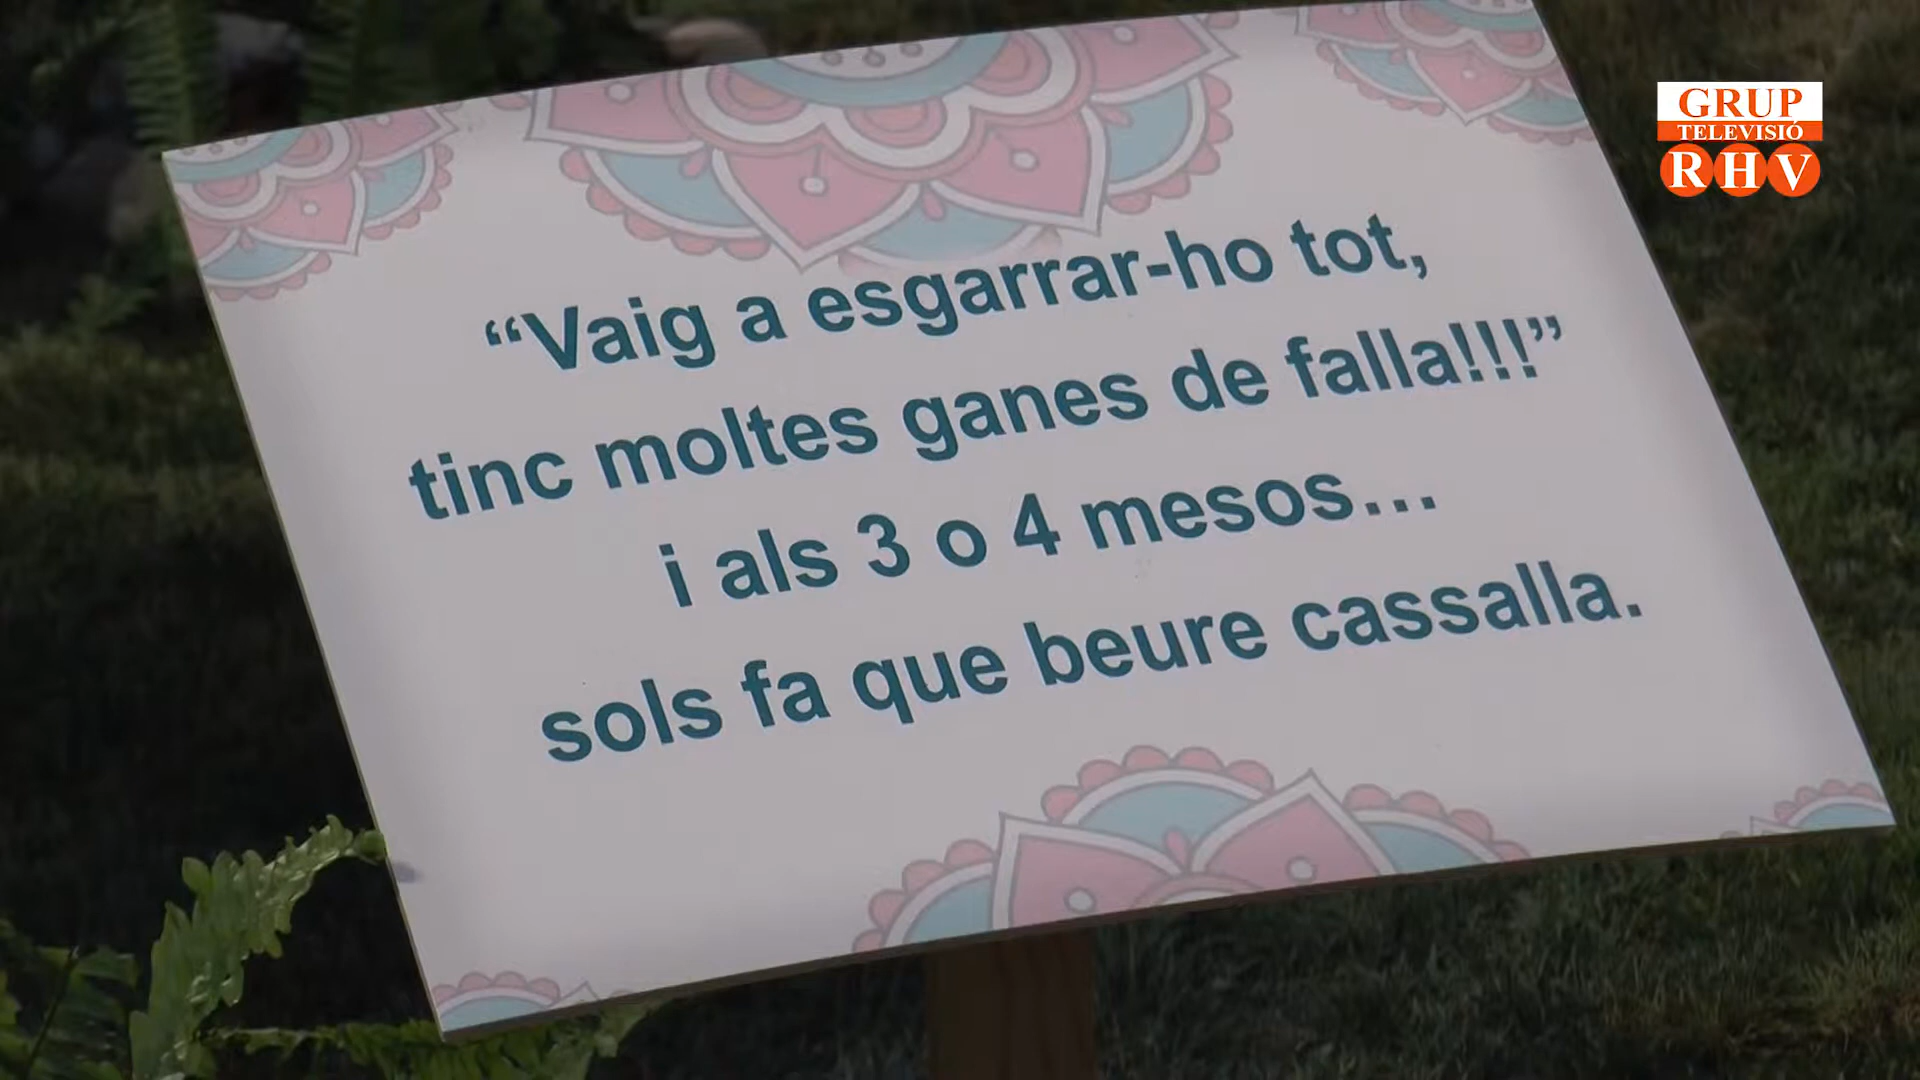 GRUP
TELEVISIÓ
RHV
“Vaig a esgarrar-ho tot,
tinc moltes ganes de falla!!!”
i als 3 o 4 mesos...
sols fa que beure cassalla.